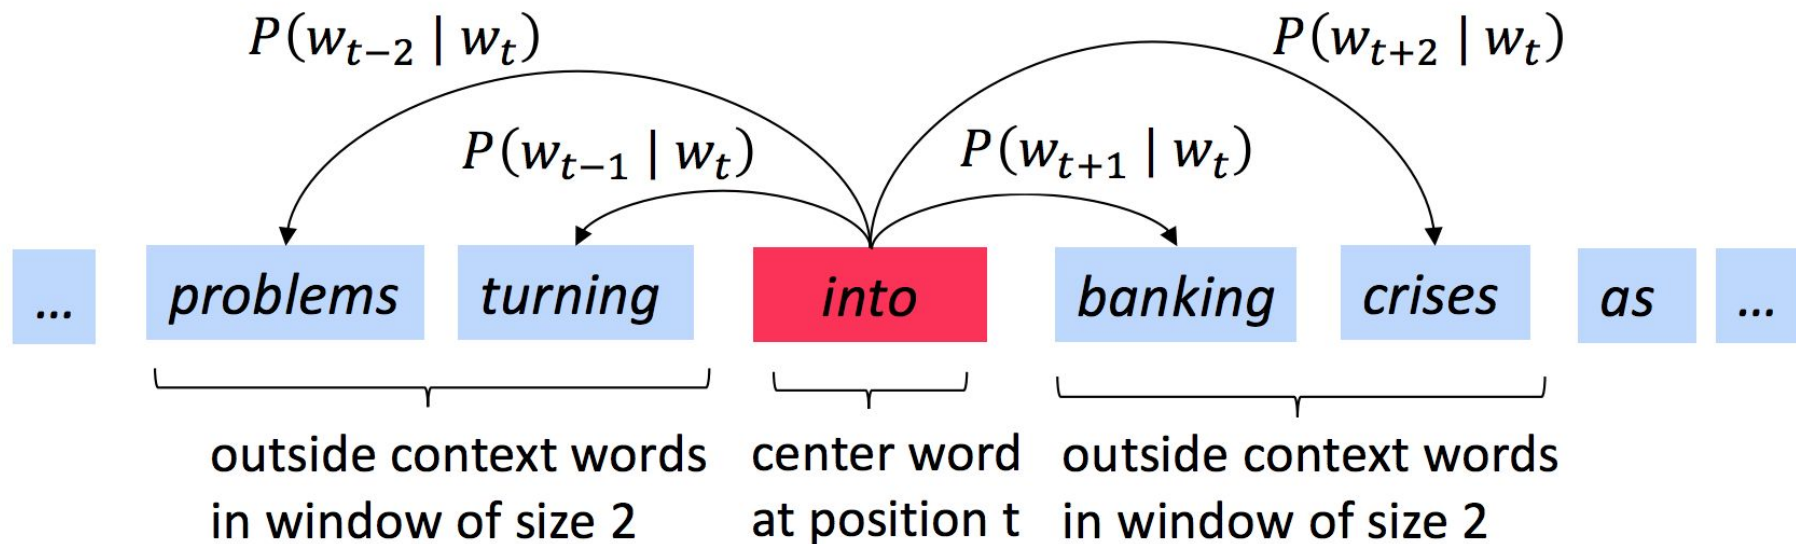 P(w_{t−2} | w_t) P(w_{t+2} | w_t)
P(w_{t−1} | w_t) P(w_{t+1} | w_t)
... problems turning into banking crises as ...
outside context words center word outside context words
in window of size 2 at position t in window of size 2